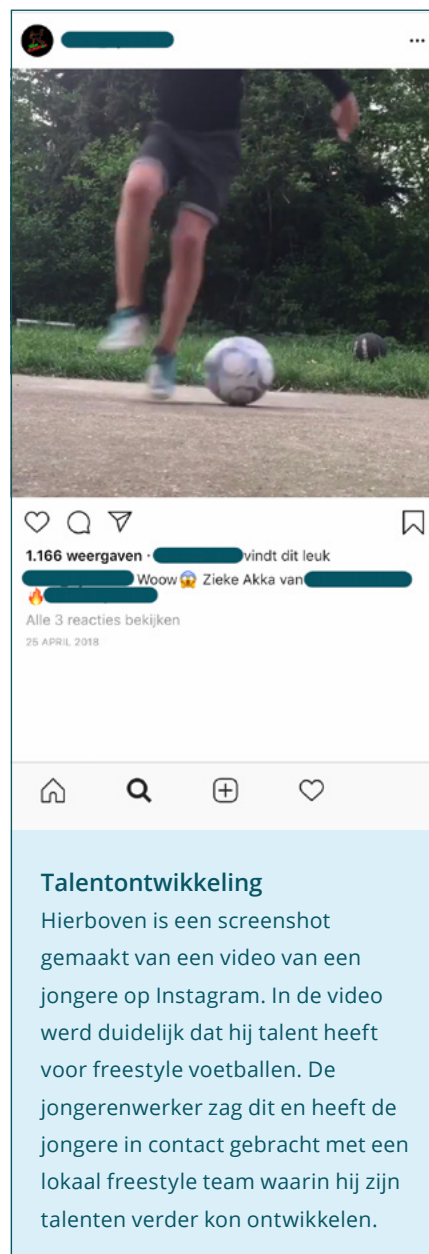 1.166 weergaven · vindt dit leuk
Woow😱 Zieke Akka van
🔥
Alle 3 reacties bekijken
25 APRIL 2018
Talentontwikkeling
Hierboven is een screenshot
gemaakt van een video van een
jongere op Instagram. In de video
werd duidelijk dat hij talent heeft
voor freestyle voetballen. De
jongerenwerker zag dit en heeft de
jongere in contact gebracht met een
lokaal freestyle team waarin hij zijn
talenten verder kon ontwikkelen.